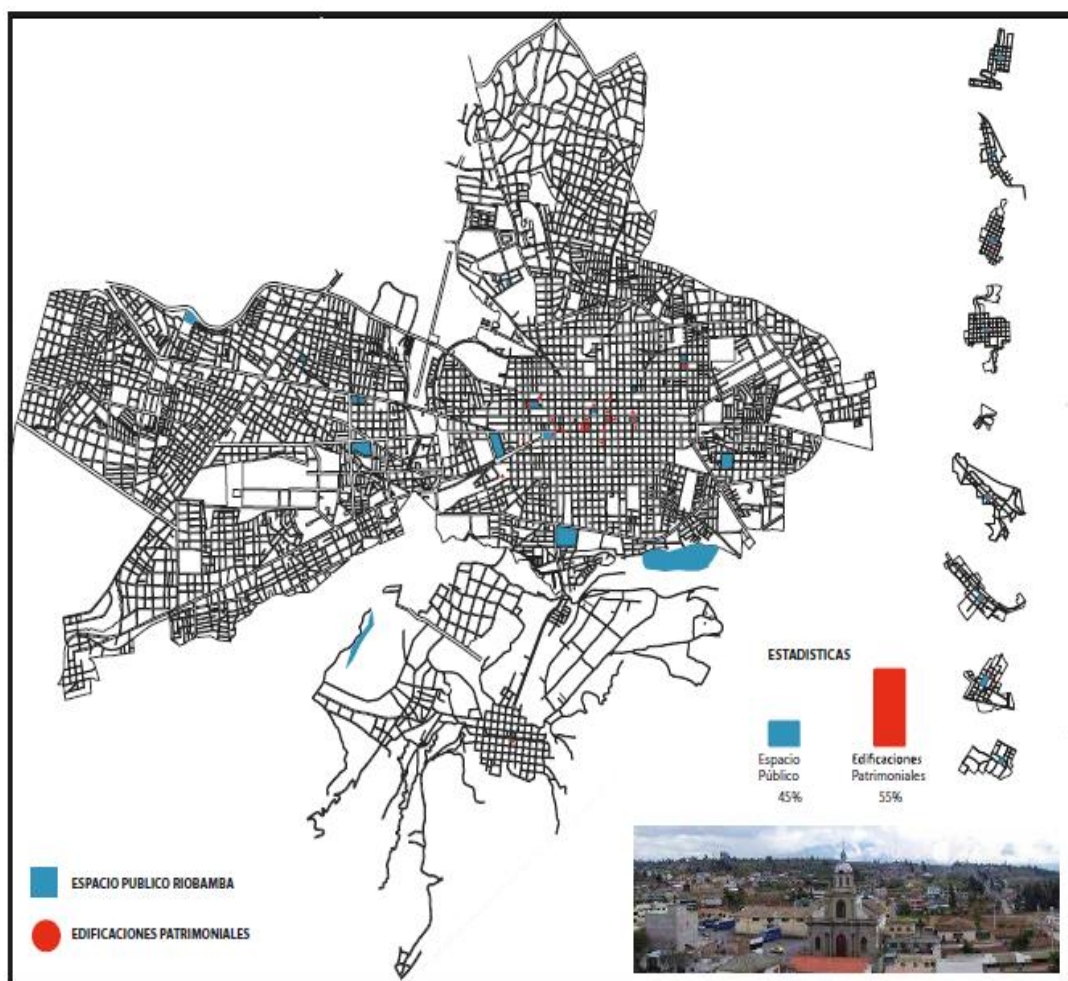 ESTADISTICAS
Espacio
Público
45%
Edificaciones
Patrimoniales
55%
ESPACIO PUBLICO RIOBAMBA
EDIFICACIONES PATRIMONIALES